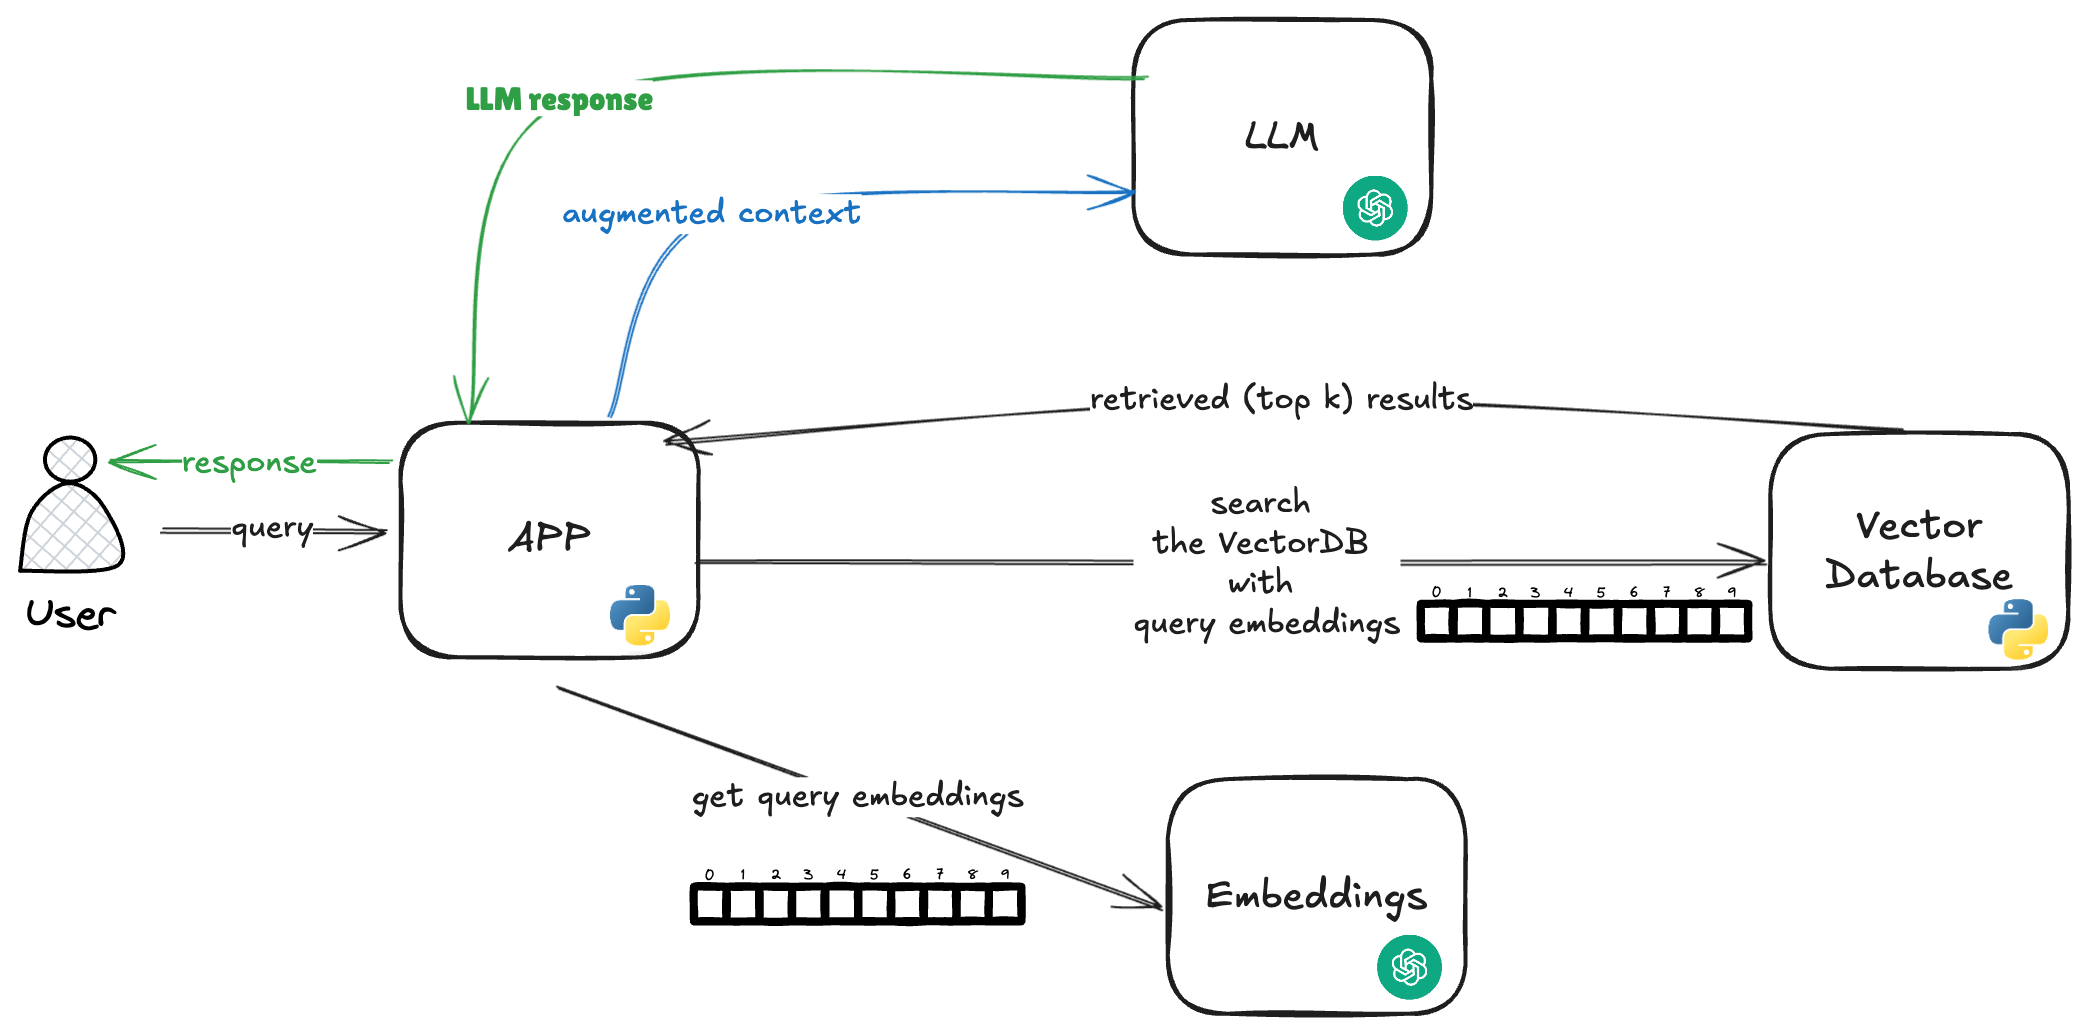 LLM response
LLM
augmented context
retrieved (top k) results
response
query
APP
User
search
the VectorDB
with
query embeddings
0 1 2 3 4 5 6 7 8 9
Vector
Database
get query embeddings
0 1 2 3 4 5 6 7 8 9
Embeddings